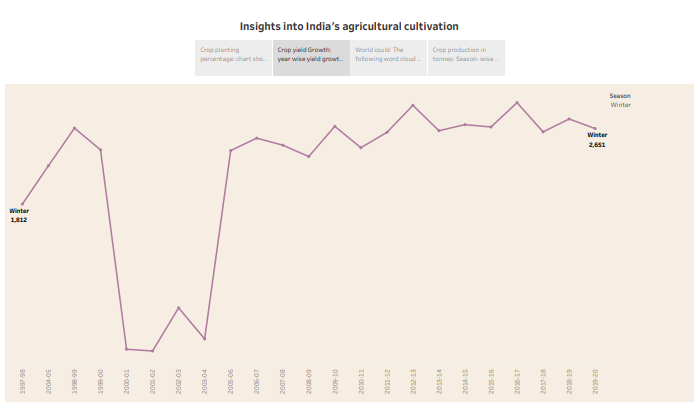 Insights into India's agricultural cultivation
Crop planting
percentage: chart sho..
Crop yield Growth:
year wise yield growt..
World could: The
following word cloud..
Crop production in
tonnes: Season- wise..
Season
Winter
Winter
1,812
Winter
2,651
1997-98
2004-05
1998-99
1999-00
2000-01
2001-02
2002-03
2003-04
2005-06
2006-07
2007-08
2008-09
2009-10
2010-11
2011-12
2012-13
2013-14
2014-15
2015-16
2016-17
2017-18
2018-19
2019-20